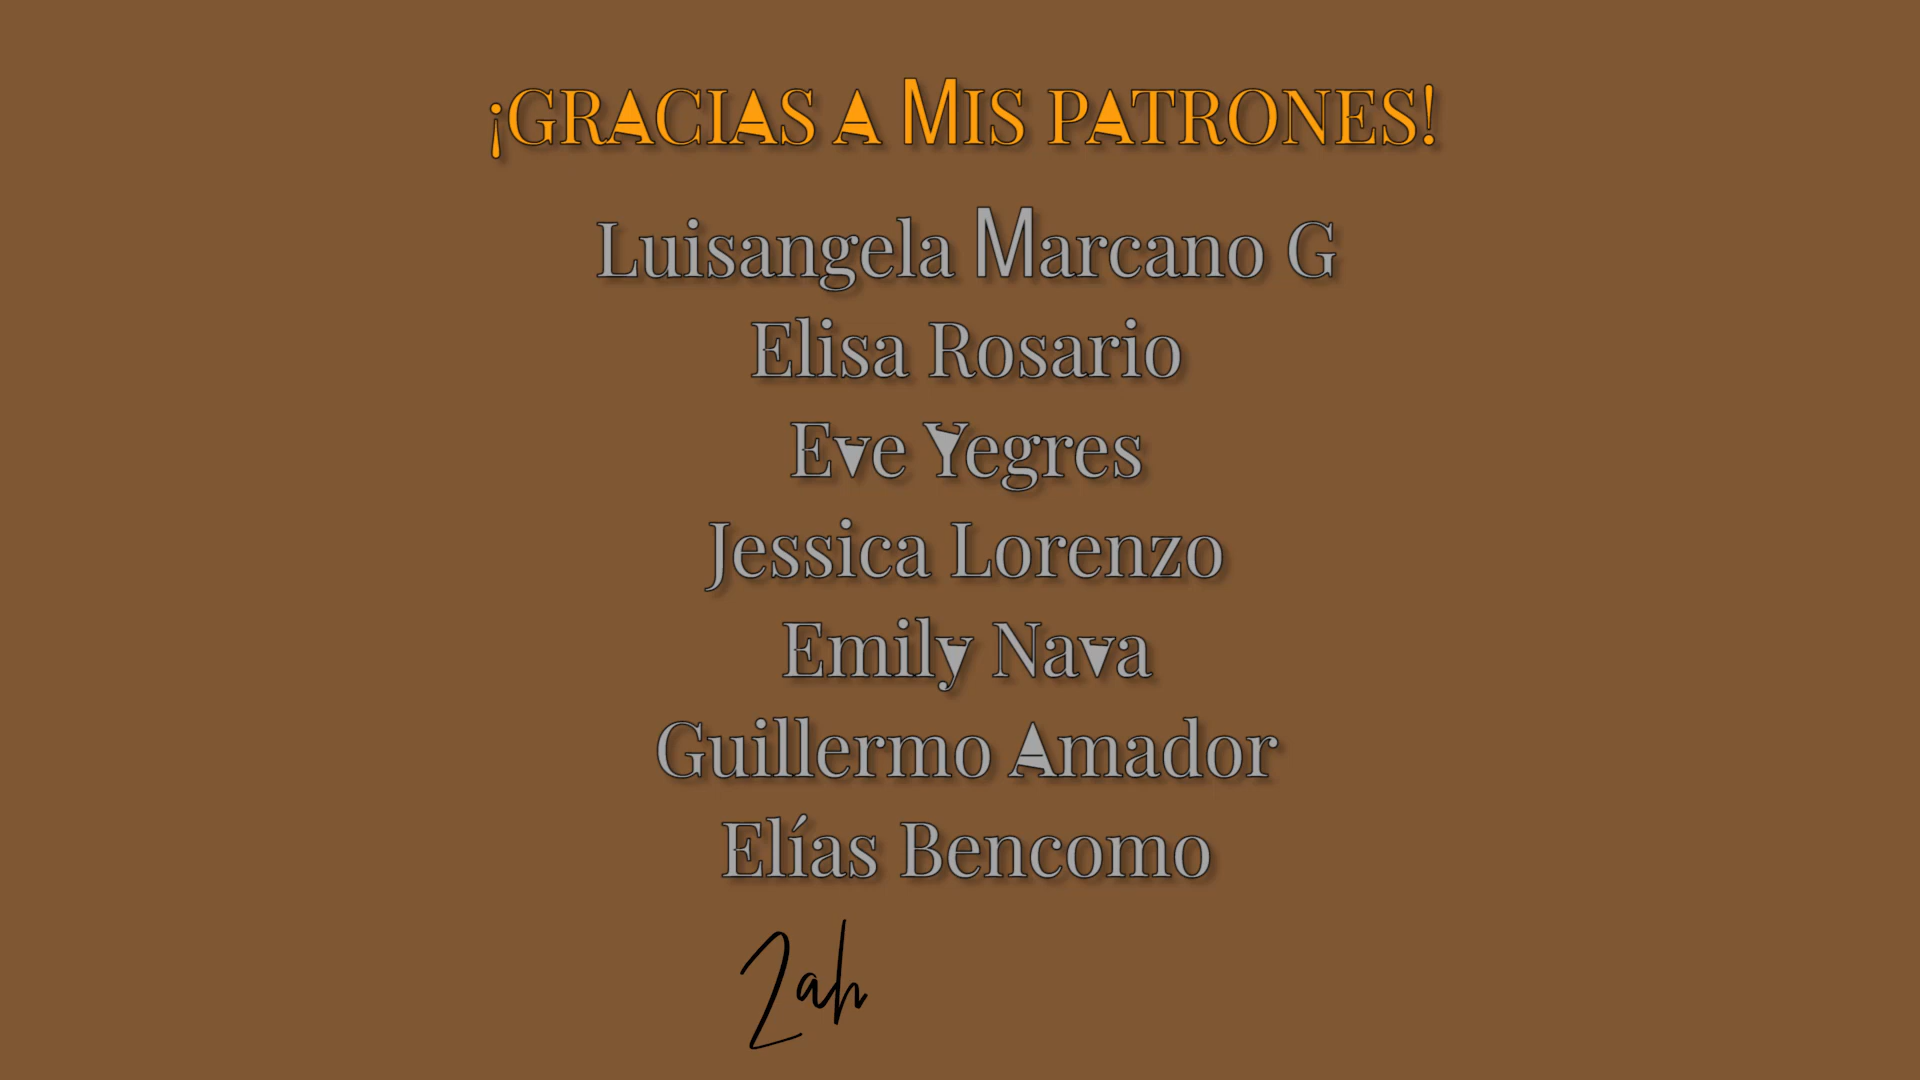 ¡GRACIAS A MIS PATRONES!
Luisangela Marcano G
Elisa Rosario
Eve Yegres
Jessica Lorenzo
Emily Nava
Guillermo Amador
Elías Bencomo
Zah